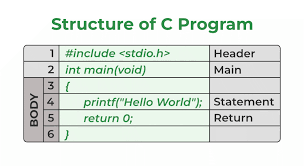 Structure of C Program
1 #include <stdio.h> Header
2 int main(void) Main
BODY
3 {
4 printf("Hello World"); Statement
5 return 0; Return
6 }